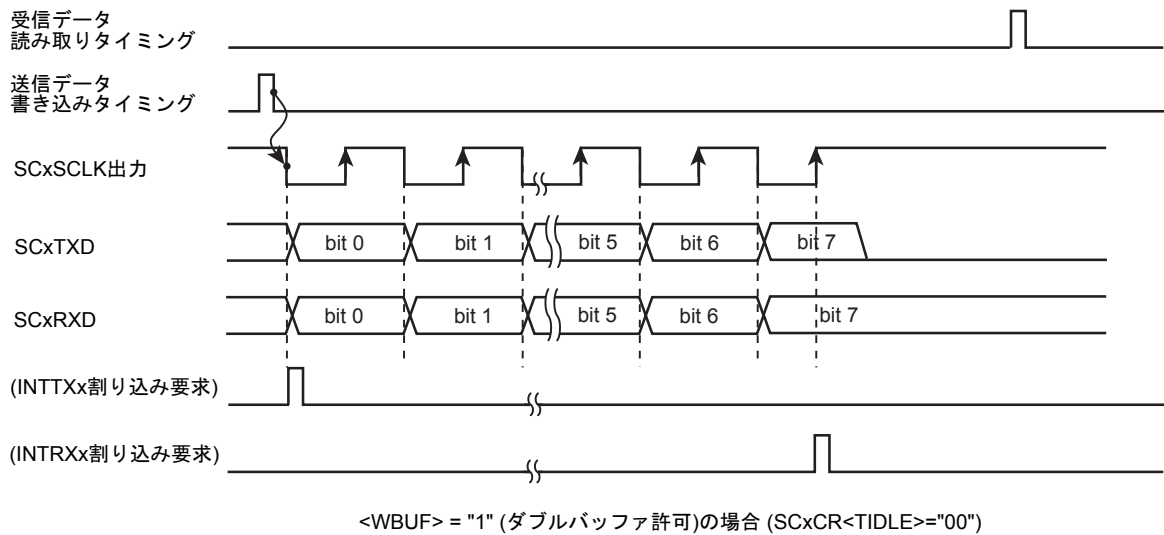 受信データ
読み取りタイミング
送信データ
書き込みタイミング
SCxSCLK出力
SCxTXD
bit 0
bit 1
bit 5
bit 6
bit 7
SCxRXD
bit 0
bit 1
bit 5
bit 6
bit 7
(INTTXx割り込み要求)
(INTRXx割り込み要求)
<WBUF> = "1" (ダブルバッファ許可)の場合 (SCxCR<TIDLE>="00")